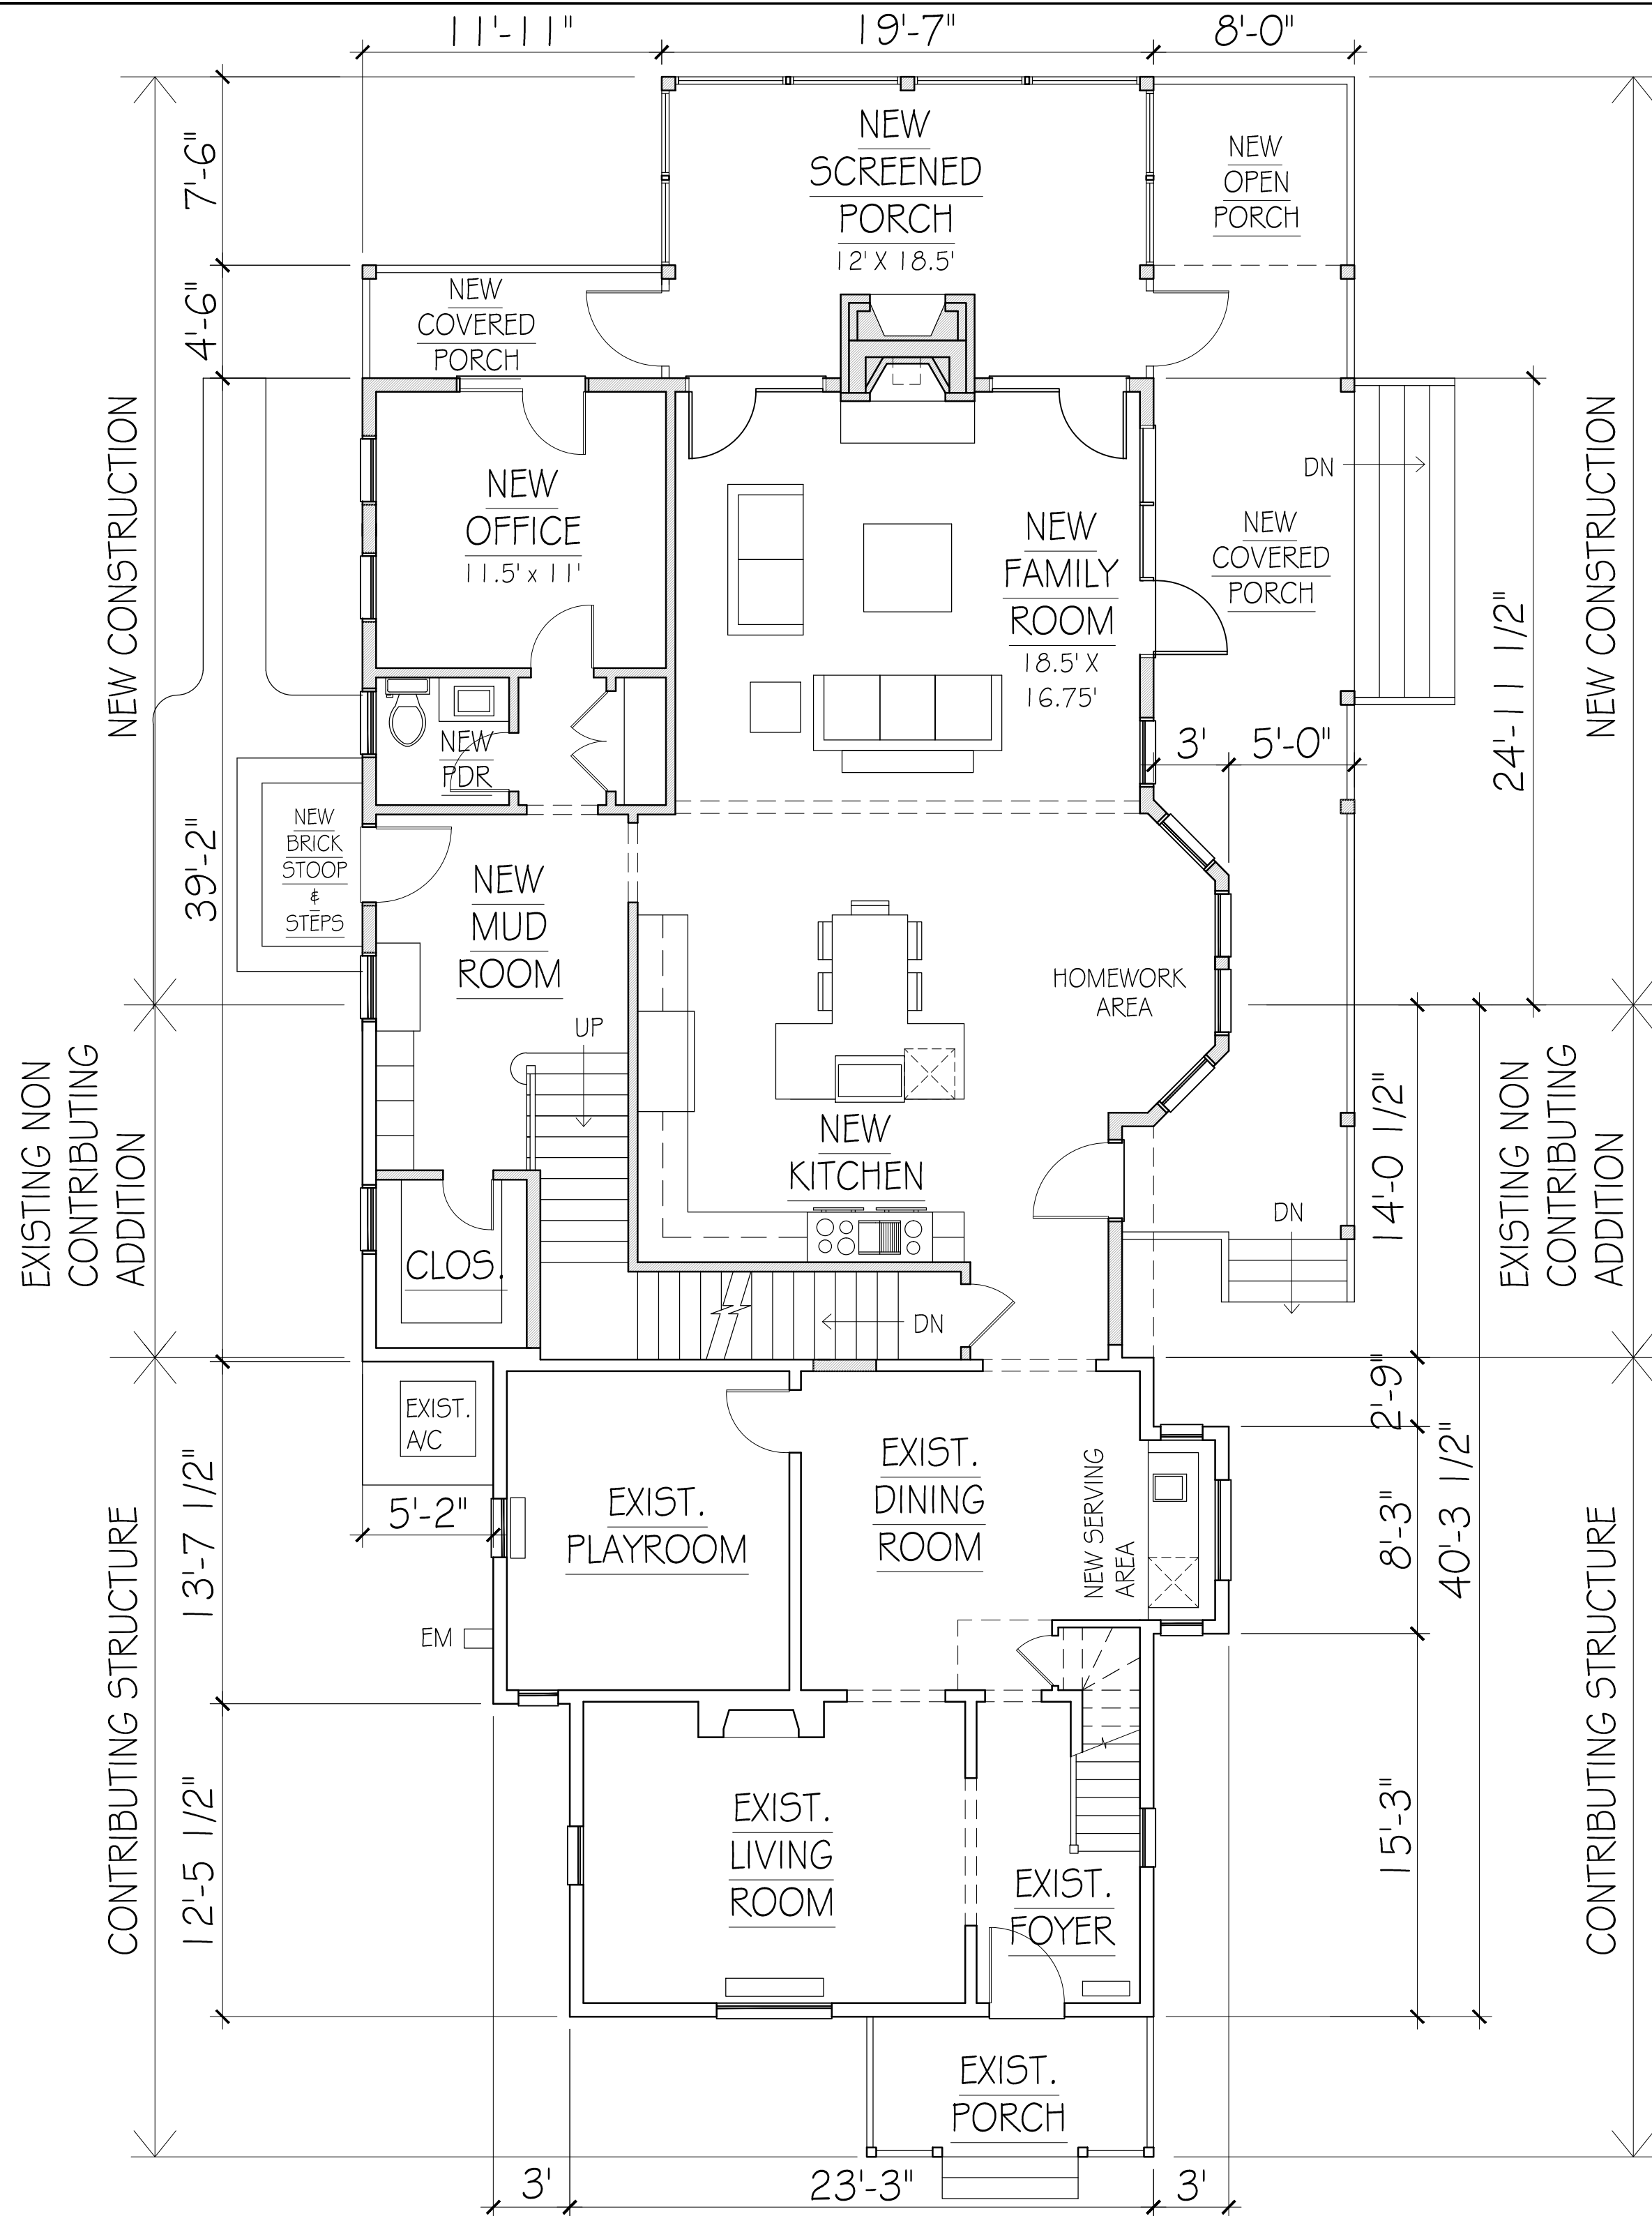 11'-11"
19'-7"
8'-0"
7'-6"
4'-6"
NEW
SCREENED
PORCH
12' X 18.5'
NEW
OPEN
PORCH
NEW
COVERED
PORCH
NEW CONSTRUCTION
NEW
OFFICE
11.5' x 11'
NEW
FAMILY
ROOM
18.5' X
16.75'
DN
NEW
COVERED
PORCH
NEW CONSTRUCTION
24'-11 1/2"
3'
5'-0"
NEW
PDR
39'-2"
NEW
BRICK
STOOP
&
STEPS
NEW
MUD
ROOM
HOMEWORK
AREA
UP
EXISTING NON
CONTRIBUTING
ADDITION
NEW
KITCHEN
14'-0 1/2"
EXISTING NON
CONTRIBUTING
ADDITION
DN
CLOS.
DN
2'-9"
40'-3 1/2"
EXIST.
A/C
5'-2"
13'-7 1/2"
EXIST.
PLAYROOM
EXIST.
DINING
ROOM
NEW SERVING
AREA
8'-3"
EM
CONTRIBUTING STRUCTURE
12'-5 1/2"
EXIST.
LIVING
ROOM
EXIST.
FOYER
15'-3"
CONTRIBUTING STRUCTURE
EXIST.
PORCH
3'
23'-3"
3'